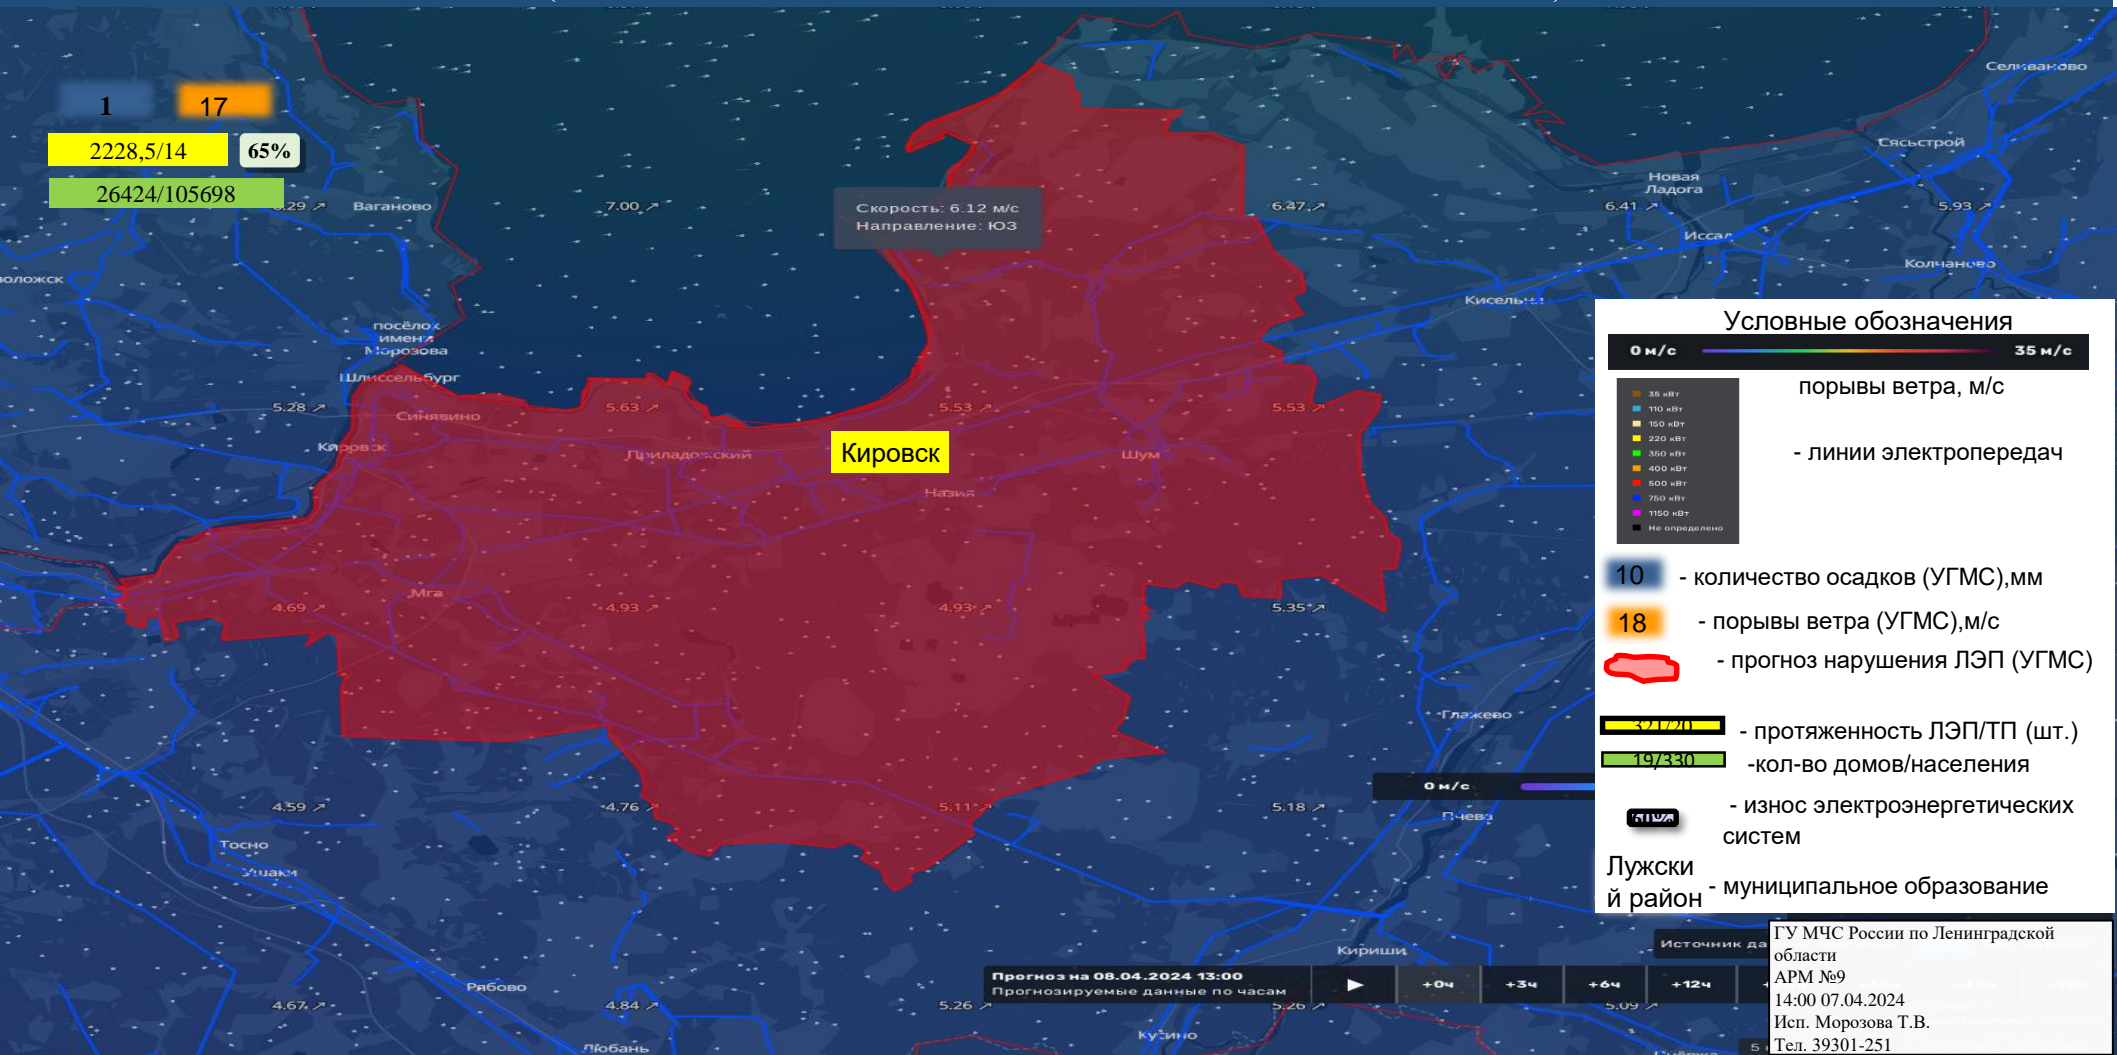 1
17
2228,5/14
65%
26424/105698
Ваганово
7.00
Скорость: 6.12 м/с
Направление: ЮЗ
6.47
Селиваново
Сясьстрой
Новая
Ладога
6.41
5.93
Колчаново
посёлок
имени
Морозова
Шлиссельбург
5.28
Синявино
5.63
5.53
5.53
Кировск
Приладожский
Кировск
Шум
Назия
Мга
4.69
4.93
4.93
5.35
Глажево
4.59
4.76
5.11
5.18
0 м/с
Пчева
Тосно
Ушаки
Рябово
Кириши
4.67
4.84
5.26
5.26
5.09
Любань
Кусино
Прогноз на 08.04.2024 13:00
Прогнозируемые данные по часам
+0ч
+3ч
+6ч
+12ч
Источник да
Условные обозначения
0 м/с
35 м/с
порывы ветра, м/с
35 кВт
110 кВт
150 кВт
220 кВт
350 кВт
400 кВт
500 кВт
750 кВт
1150 кВт
Не определено
- линии электропередач
10 - количество осадков (УГМС),мм
18 - порывы ветра (УГМС),м/с
- прогноз нарушения ЛЭП (УГМС)
321/20 - протяженность ЛЭП/ТП (шт.)
19/330 -кол-во домов/населения
- износ электроэнергетических
систем
Лужски
й район - муниципальное образование
ГУ МЧС России по Ленинградской
области
АРМ №9
14:00 07.04.2024
Исп. Морозова Т.В.
Тел. 39301-251